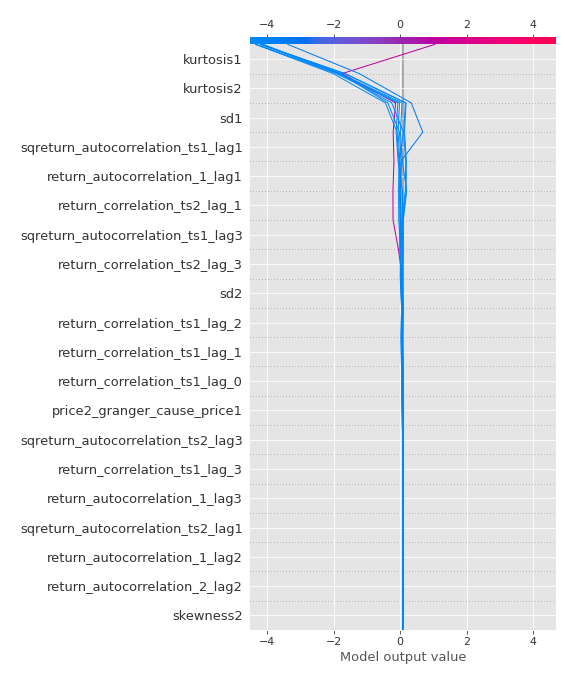 −4 −2 0 2 4
kurtosis1
kurtosis2
sd1
sqreturn_autocorrelation_ts1_lag1
return_autocorrelation_1_lag1
return_correlation_ts2_lag_1
sqreturn_autocorrelation_ts1_lag3
return_correlation_ts2_lag_3
sd2
return_correlation_ts1_lag_2
return_correlation_ts1_lag_1
return_correlation_ts1_lag_0
price2_granger_cause_price1
sqreturn_autocorrelation_ts2_lag3
return_correlation_ts1_lag_3
return_autocorrelation_1_lag3
sqreturn_autocorrelation_ts2_lag1
return_autocorrelation_1_lag2
return_autocorrelation_2_lag2
skewness2
−4 −2 0 2 4
Model output value